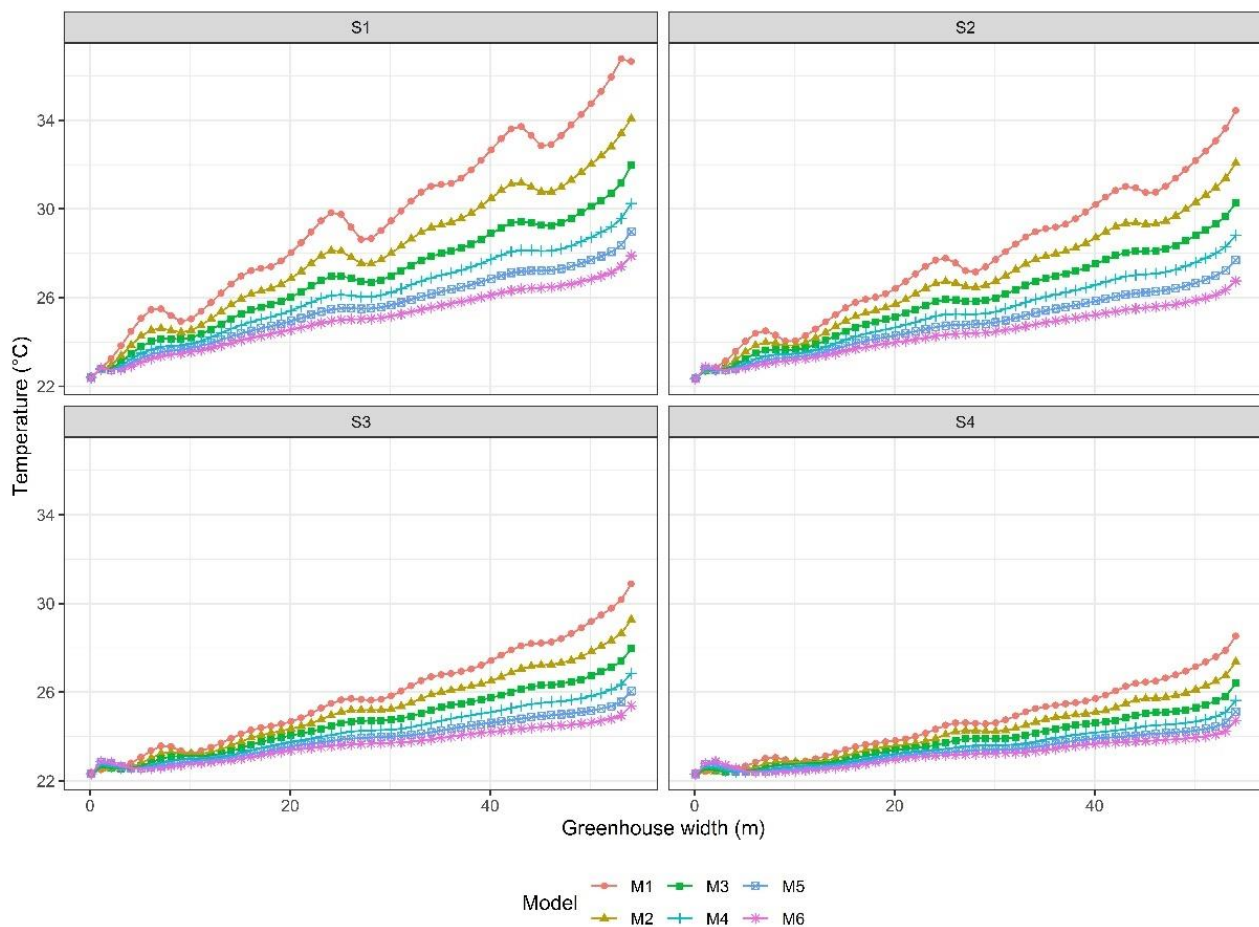 S1 S2
34
30
26
22
S3 S4
34
30
26
22
Temperature (°C)
0 20 40 0 20 40
Greenhouse width (m)
Model
M1 M3 M5
M2 M4 M6